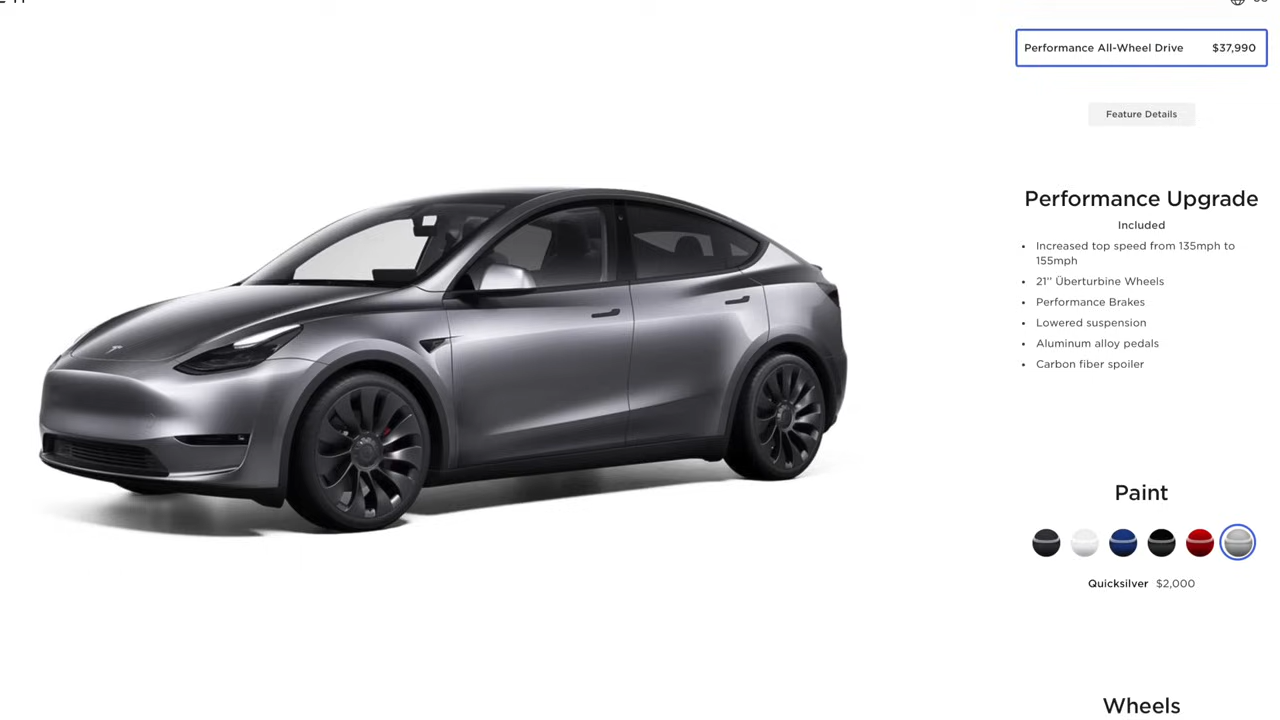 Performance All-Wheel Drive $37,990
Feature Details
Performance Upgrade
Included
• Increased top speed from 135mph to
155mph
• 21'' Überturbine Wheels
• Performance Brakes
• Lowered suspension
• Aluminum alloy pedals
• Carbon fiber spoiler
Paint
Quicksilver $2,000
Wheels